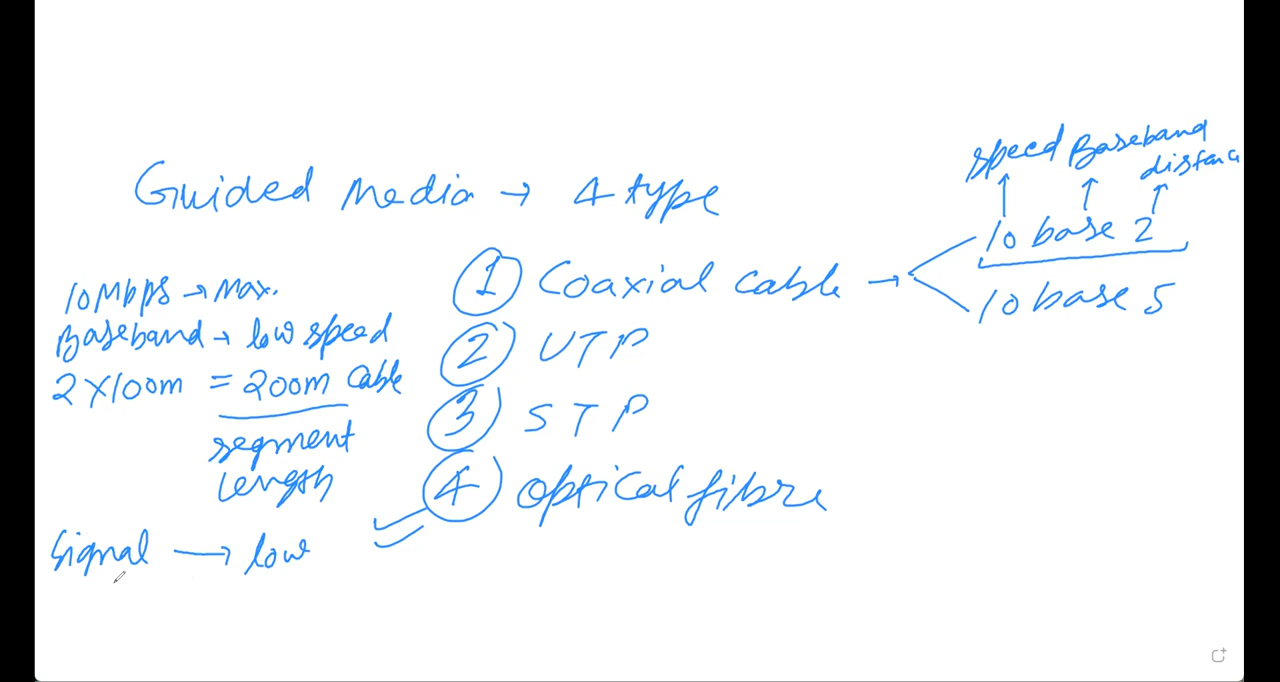 speed Baseband
distanc
Guided Media → 4 type
10 base 2
① Coaxial cable →
10 base 5
10Mbps → Max.
Baseband → low speed
② UTP
2 X 100m = 200m Cable
③ STP
segment
length
④ optical fibre
Signal → low